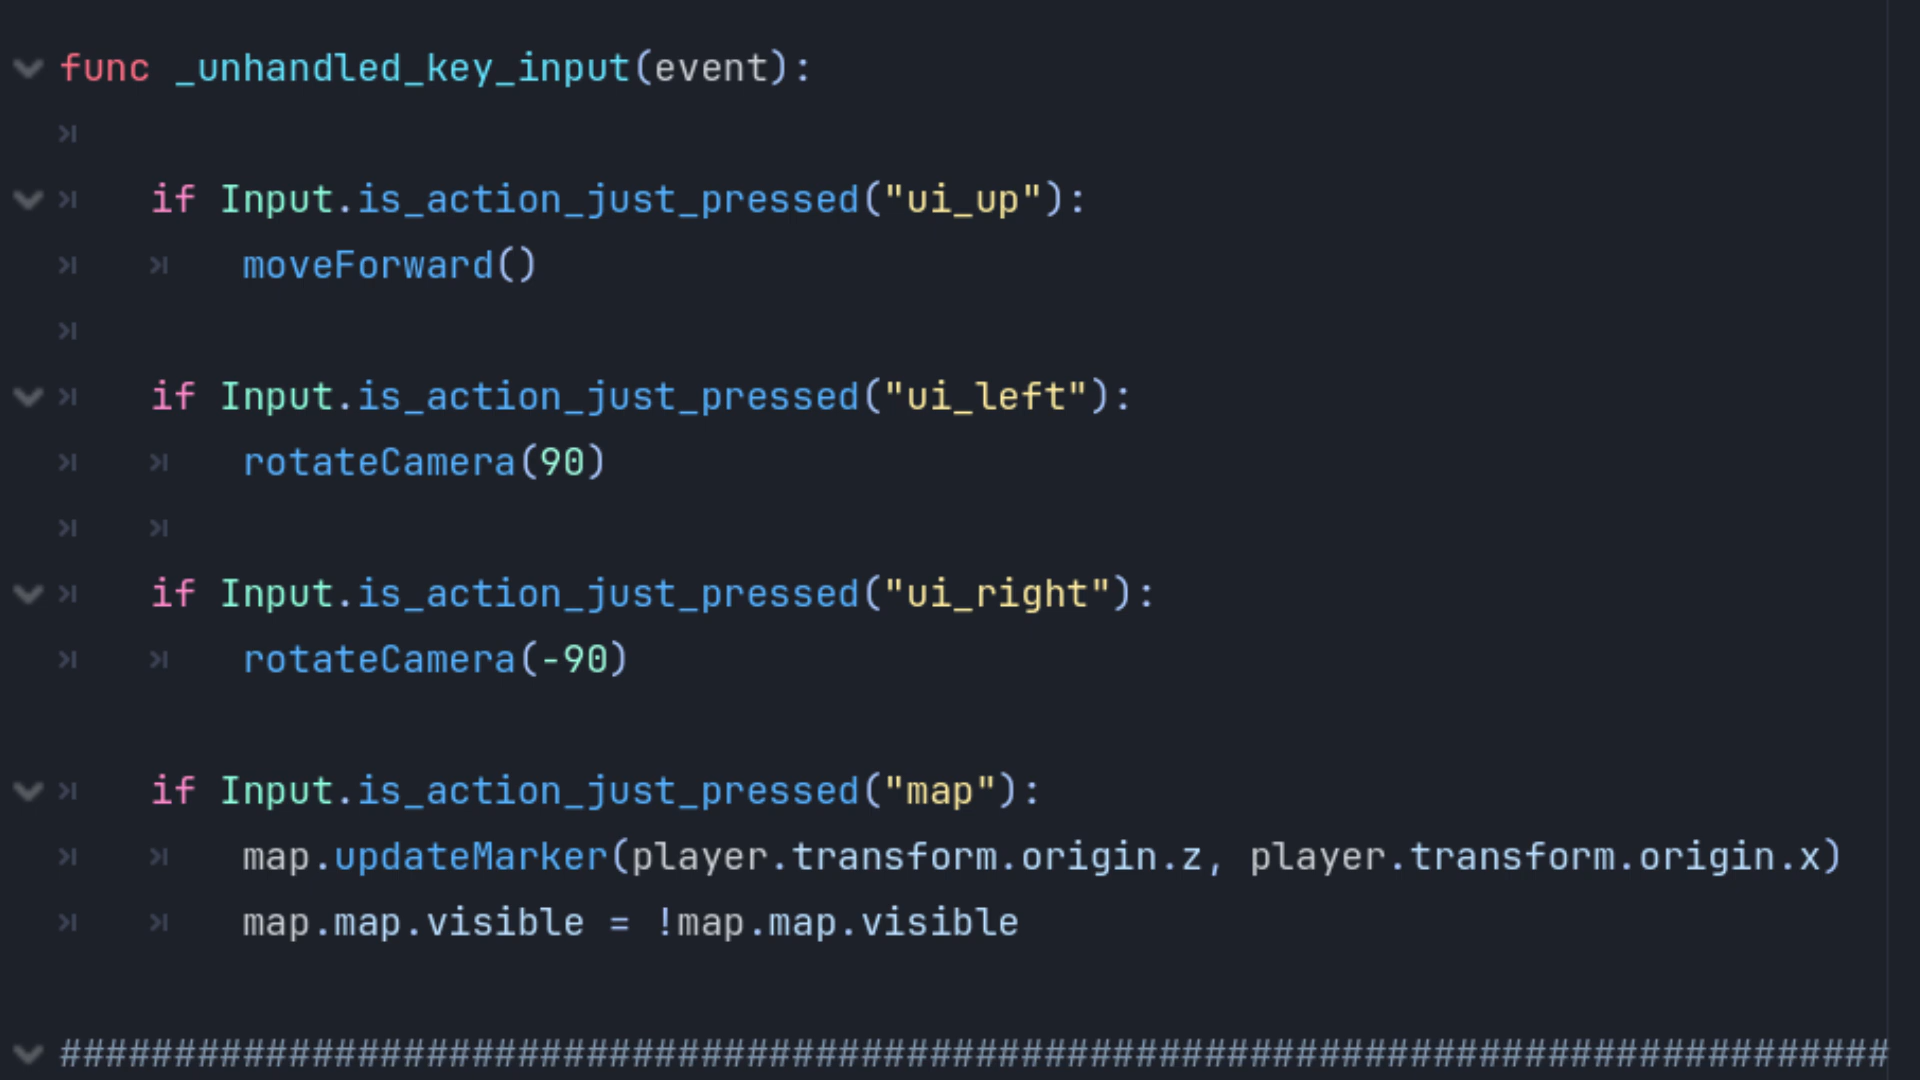 func _unhandled_key_input(event):
if Input.is_action_just_pressed("ui_up"):
moveForward()
if Input.is_action_just_pressed("ui_left"):
rotateCamera(90)
if Input.is_action_just_pressed("ui_right"):
rotateCamera(-90)
if Input.is_action_just_pressed("map"):
map.updateMarker(player.transform.origin.z, player.transform.origin.x)
map.map.visible = !map.map.visible
################################################################################